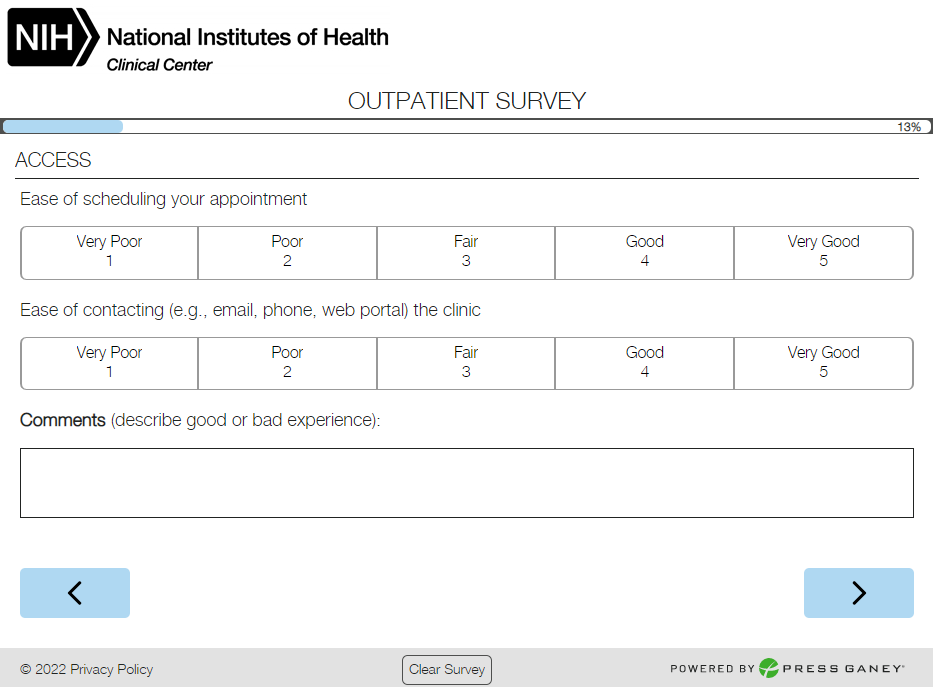 NIH National Institutes of Health
Clinical Center
OUTPATIENT SURVEY
13%
ACCESS
Ease of scheduling your appointment
Very Poor Poor Fair Good Very Good
1 2 3 4 5
Ease of contacting (e.g., email, phone, web portal) the clinic
Very Poor Poor Fair Good Very Good
1 2 3 4 5
Comments (describe good or bad experience):
© 2022 Privacy Policy Clear Survey POWERED BY PRESS GANEY